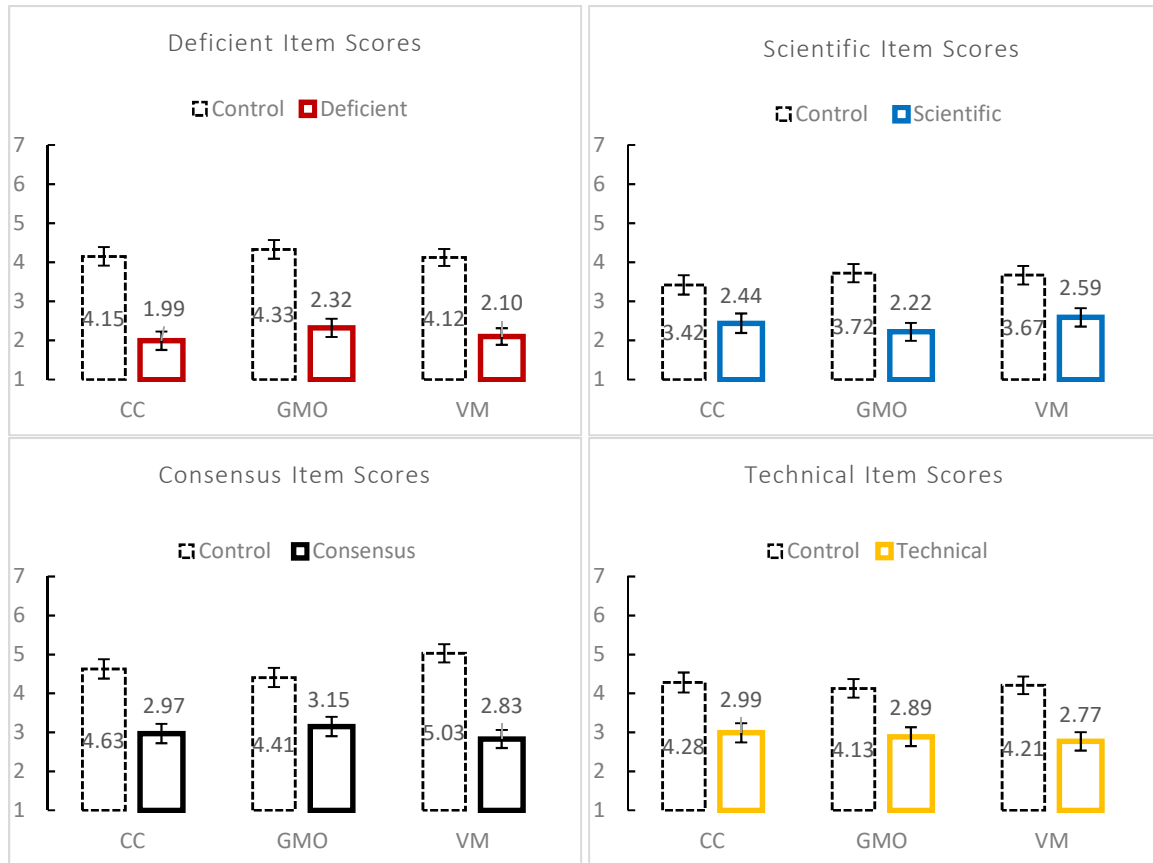 Deficient Item Scores
Control Deficient
7
6
5
4
3
2
1
4.15 1.99 4.33 2.32 4.12 2.10
CC GMO VM
Scientific Item Scores
Control Scientific
7
6
5
4
3
2
1
3.42 2.44 3.72 2.22 3.67 2.59
CC GMO VM
Consensus Item Scores
Control Consensus
7
6
5
4
3
2
1
4.63 2.97 4.41 3.15 5.03 2.83
CC GMO VM
Technical Item Scores
Control Technical
7
6
5
4
3
2
1
4.28 2.99 4.13 2.89 4.21 2.77
CC GMO VM